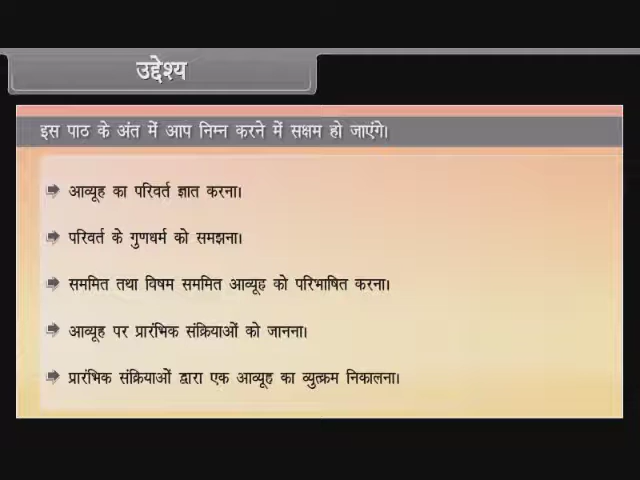 उद्देश्य
इस पाठ के अंत में आप निम्न करने में सक्षम हो जाएंगे।
आव्यूह का परिवर्त ज्ञात करना।
परिवर्त के गुणधर्म को समझना।
सममित तथा विषम सममित आव्यूह को परिभाषित करना।
आव्यूह पर प्रारंभिक संक्रियाओं को जानना।
प्रारंभिक संक्रियाओं द्वारा एक आव्यूह का व्युत्क्रम निकालना।